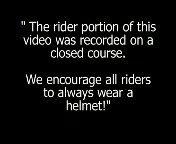 " The rider portion of this
video was recorded on a
closed course.
We encourage all riders
to always wear a
helmet!"